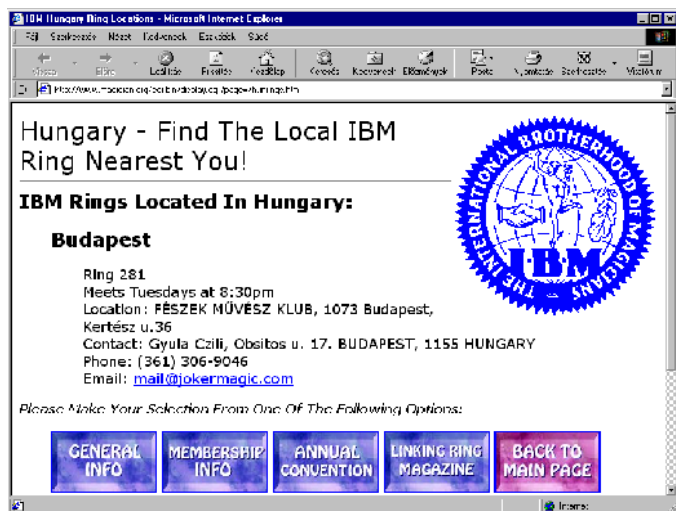 IBM Hungary Ring Locations - Microsoft Internet Explorer
Fájl Szerkesztés Nézet Kedvencek Eszközök Súgó
Vissza Előre Leállítás Frissítés Kezdőlap Keresés Kedvencek Előzmények Posta Nyomtatás Szerkesztés
Hungary - Find The Local IBM
Ring Nearest You!
THE INTERNATIONAL BROTHERHOOD OF MAGICIANS
I·B·M
IBM Rings Located In Hungary:
Budapest
Ring 281
Meets Tuesdays at 8:30pm
Location: FÉSZEK MŰVÉSZ KLUB, 1073 Budapest,
Kertész u.36
Contact: Gyula Czili, Obsitos u. 17. BUDAPEST, 1155 HUNGARY
Phone: (361) 306-9046
Email: mail@jokermagic.com
Please Make Your Selection From One Of The Following Options:
GENERAL INFO
MEMBERSHIP INFO
ANNUAL CONVENTION
LINKING RING MAGAZINE
BACK TO MAIN PAGE
Internet